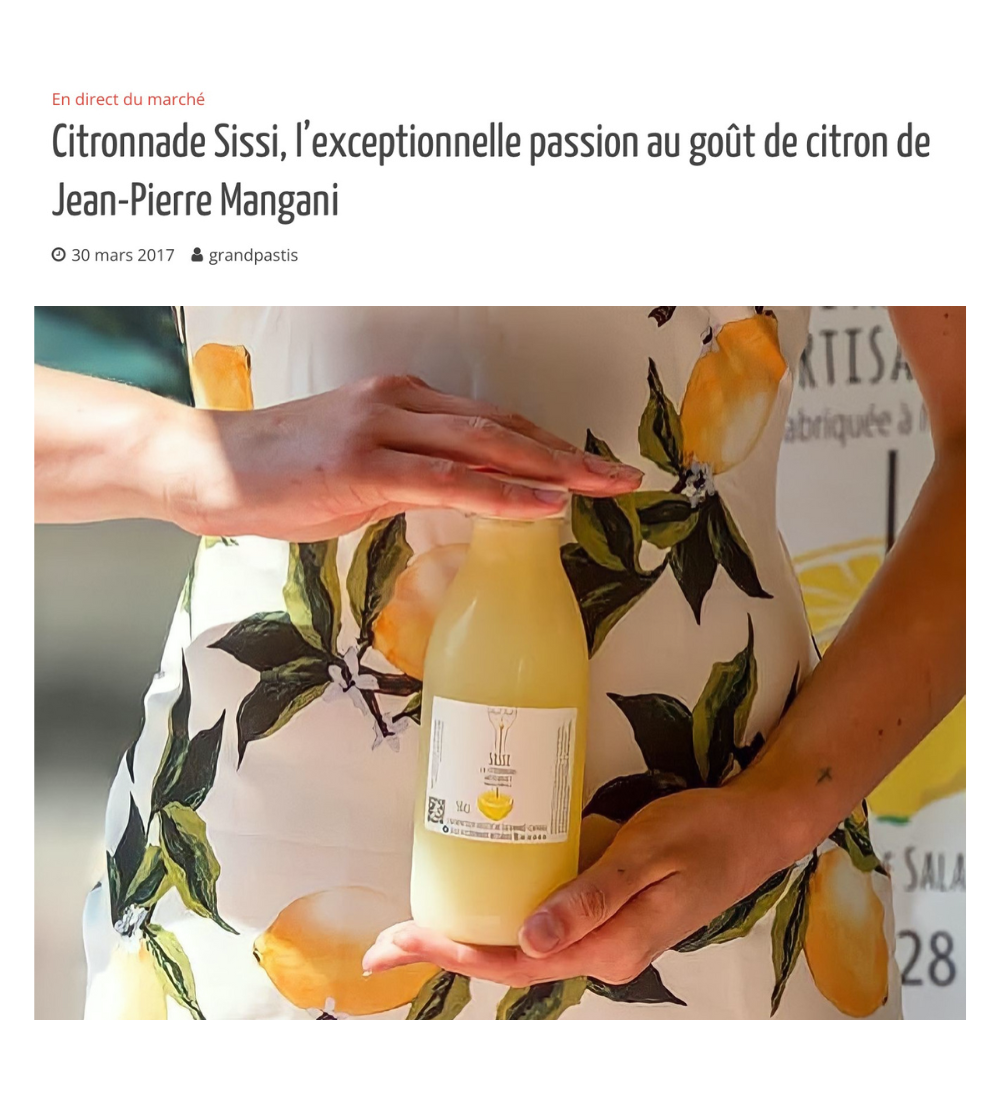 En direct du marché
Citronnade Sissi, l’exceptionnelle passion au goût de citron de
Jean-Pierre Mangani
30 mars 2017 grandpastis
RTISA
abriquée à
SISSI
SALA
28